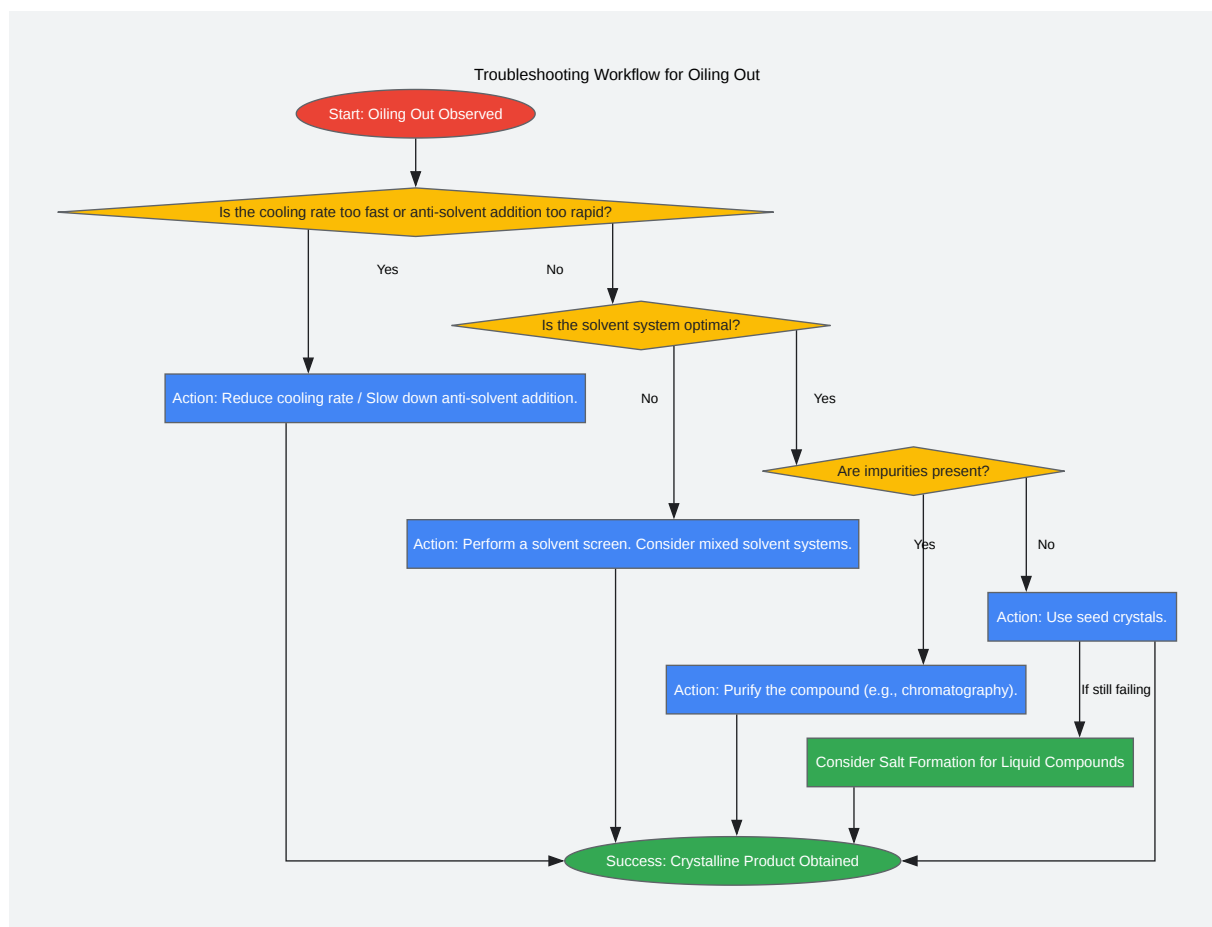 Troubleshooting Workflow for Oiling Out
Start: Oiling Out Observed
Is the cooling rate too fast or anti-solvent addition too rapid?
Yes
No
Is the solvent system optimal?
Action: Reduce cooling rate / Slow down anti-solvent addition.
No
Yes
Are impurities present?
Action: Perform a solvent screen. Consider mixed solvent systems.
Yes
No
Action: Use seed crystals.
Action: Purify the compound (e.g., chromatography).
If still failing
Consider Salt Formation for Liquid Compounds
Success: Crystalline Product Obtained